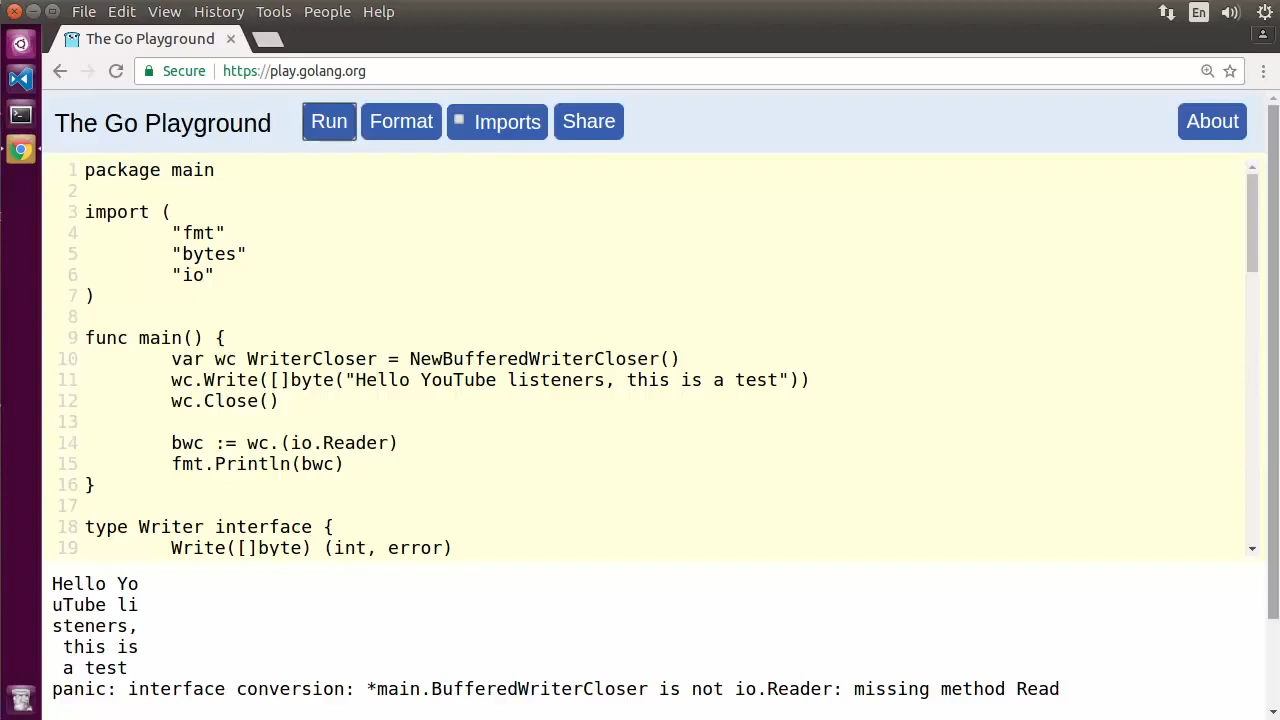 File Edit View History Tools People Help
En
The Go Playground
Secure https://play.golang.org
The Go Playground Run Format Imports Share About
1 package main
2
3 import (
4 "fmt"
5 "bytes"
6 "io"
7 )
8
9 func main() {
10 var wc WriterCloser = NewBufferedWriterCloser()
11 wc.Write([]byte("Hello YouTube listeners, this is a test"))
12 wc.Close()
13
14 bwc := wc.(io.Reader)
15 fmt.Println(bwc)
16 }
17
18 type Writer interface {
19 Write([]byte) (int, error)
Hello Yo
uTube li
steners,
this is
a test
panic: interface conversion: *main.BufferedWriterCloser is not io.Reader: missing method Read